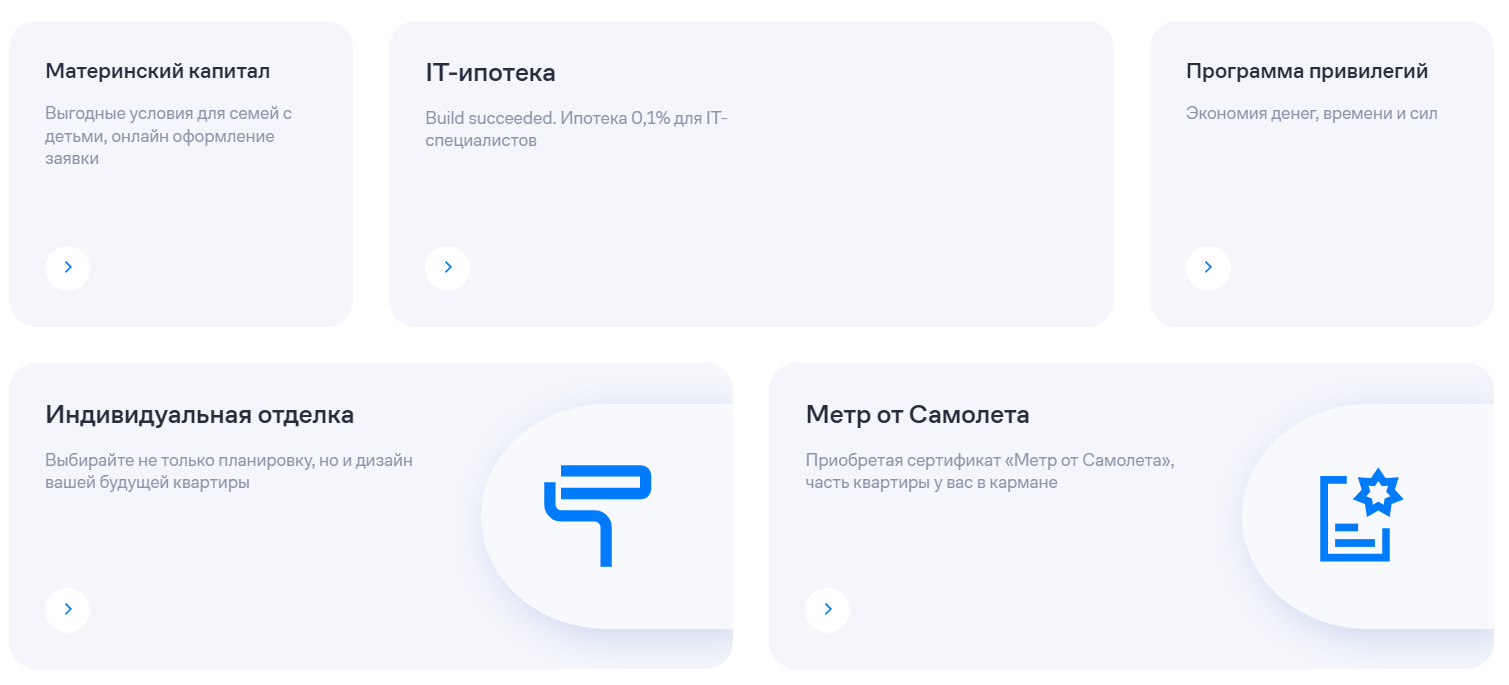 Материнский капитал
Выгодные условия для семей с
детьми, онлайн оформление
заявки
IT-ипотека
Build succeeded. Ипотека 0,1% для IT-
специалистов
Программа привилегий
Экономия денег, времени и сил
Индивидуальная отделка
Выбирайте не только планировку, но и дизайн
вашей будущей квартиры
Метр от Самолета
Приобретая сертификат «Метр от Самолета»,
часть квартиры у вас в кармане